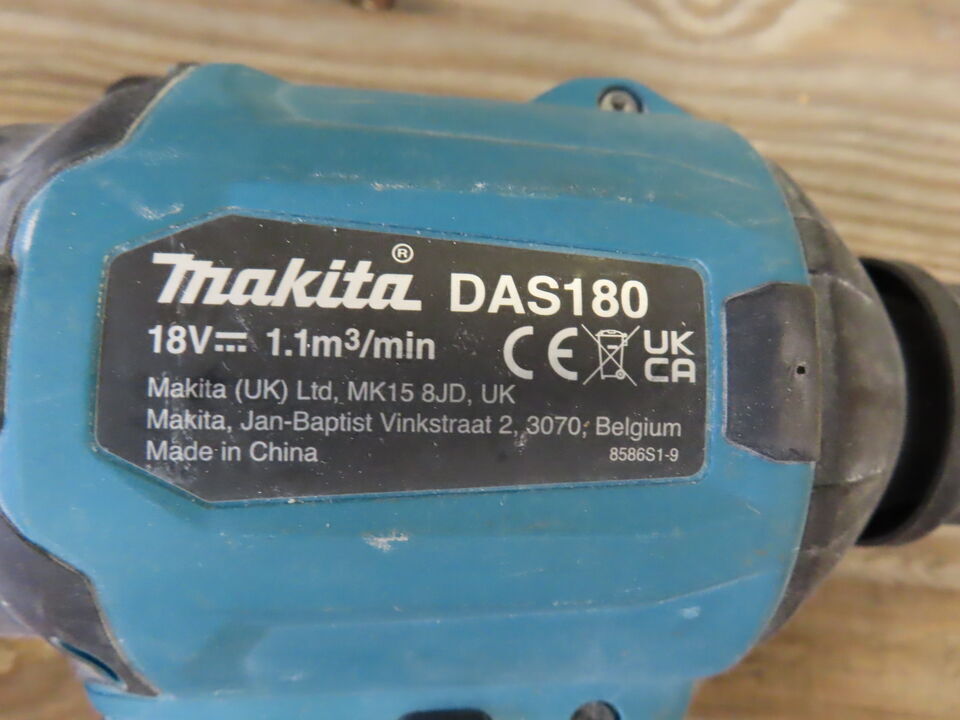 makita® DAS180
18V⎓ 1.1m³/min CE UK CA
Makita (UK) Ltd, MK15 8JD, UK
Makita, Jan-Baptist Vinkstraat 2, 3070, Belgium
Made in China 8586S1-9